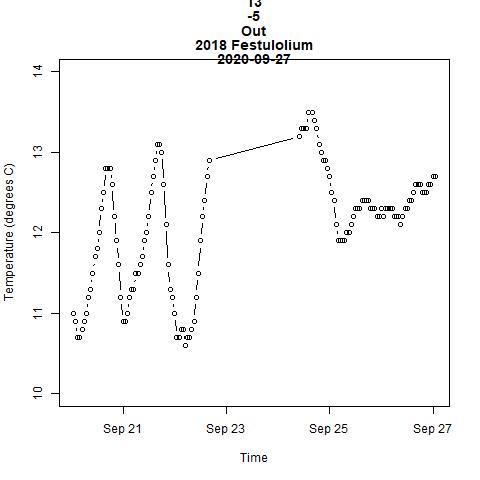 13
-5
Out
2018 Festulolium
2020-09-27
Temperature (degrees C)
14
13
12
11
10
Sep 21 Sep 23 Sep 25 Sep 27
Time